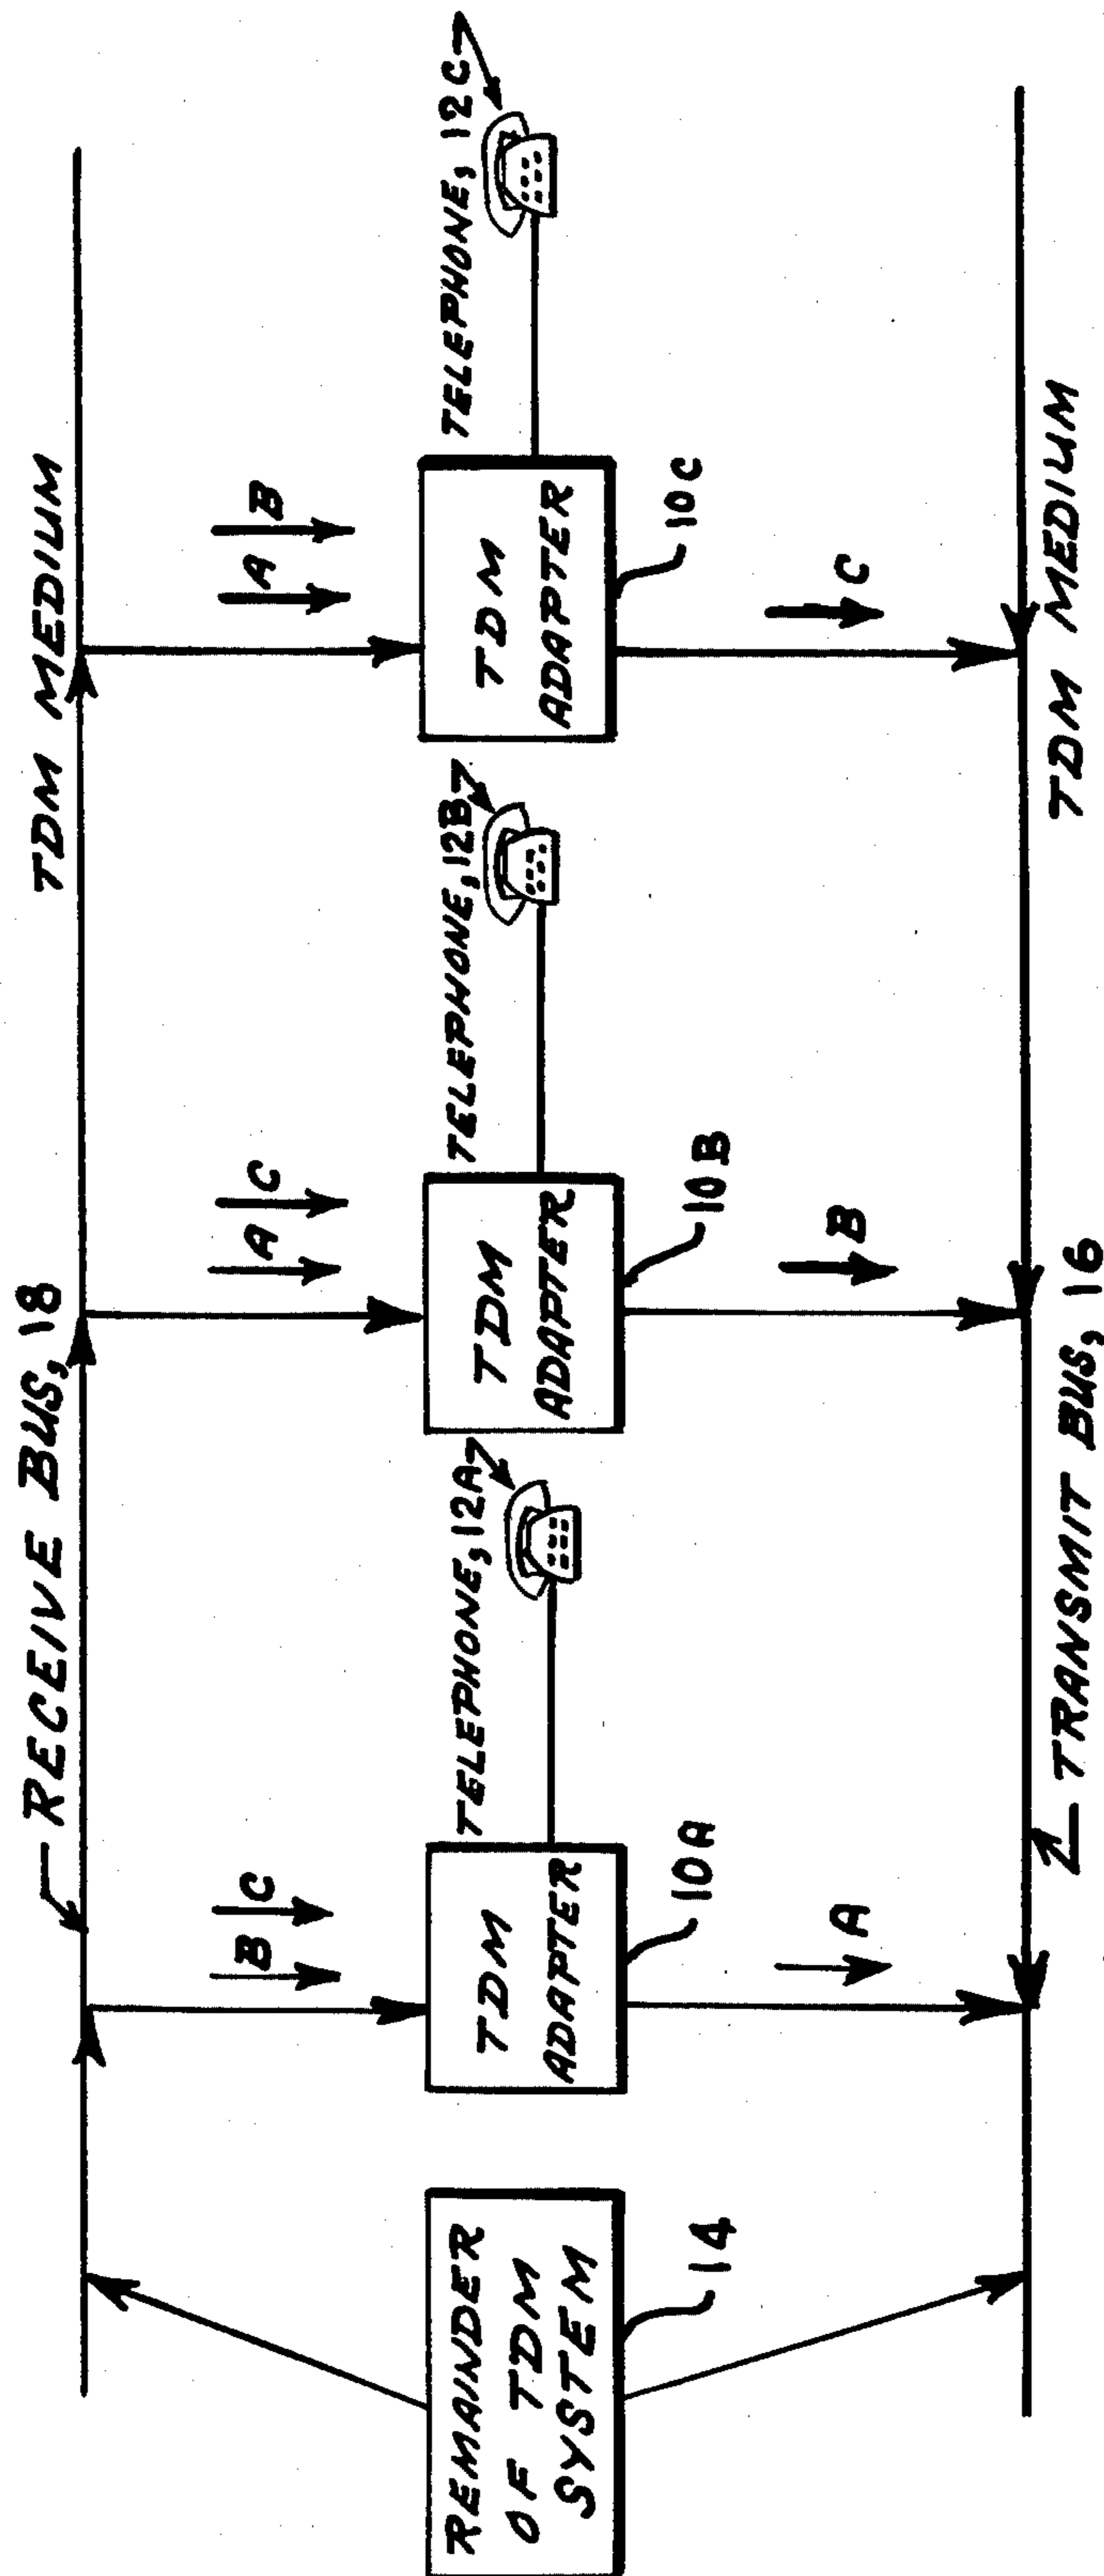 RECEIVE BUS, 18
TDM MEDIUM
B
C
A
C
A
B
TELEPHONE, 12A
TELEPHONE, 12B
TELEPHONE, 12C
REMAINDER
OF TDM
SYSTEM
TDM
ADAPTER
TDM
ADAPTER
TDM
ADAPTER
14
10A
10B
10C
A
B
C
TRANSMIT BUS, 16
TDM MEDIUM